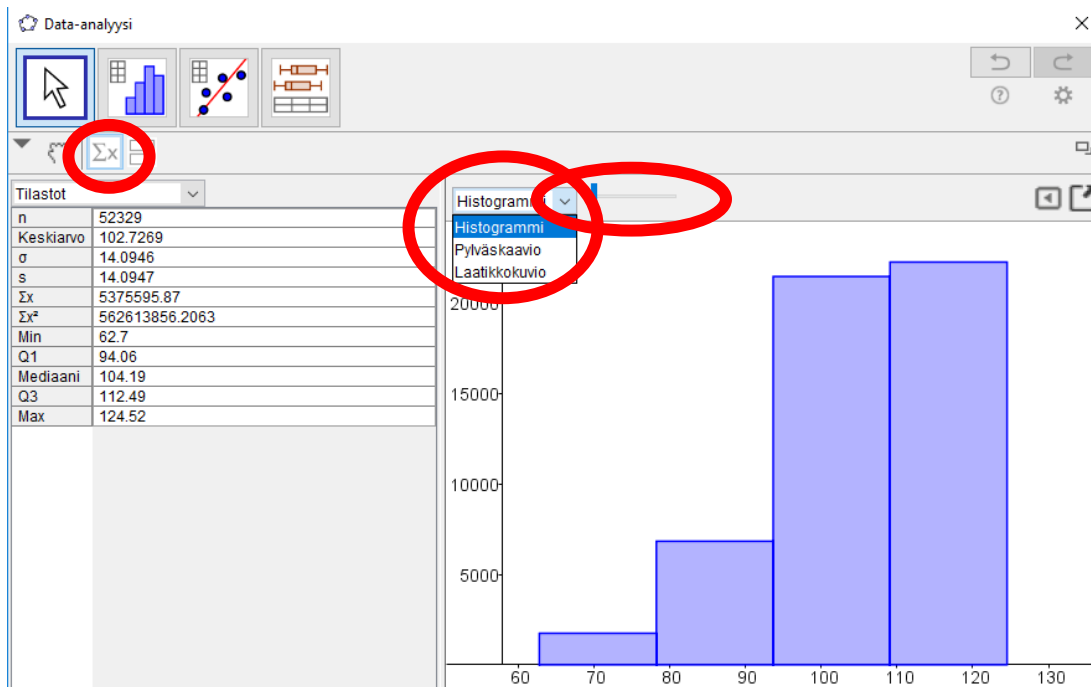 Data-analyysi
Σx
Tilastot
n 52329
Keskiarvo 102.7269
σ 14.0946
s 14.0947
Σx 5375595.87
Σx² 562613856.2063
Min 62.7
Q1 94.06
Mediaani 104.19
Q3 112.49
Max 124.52
Histogrammi
Histogrammi
Pylväskaavio
Laatikkokuvio
20000
15000
10000
5000
60 70 80 90 100 110 120 130